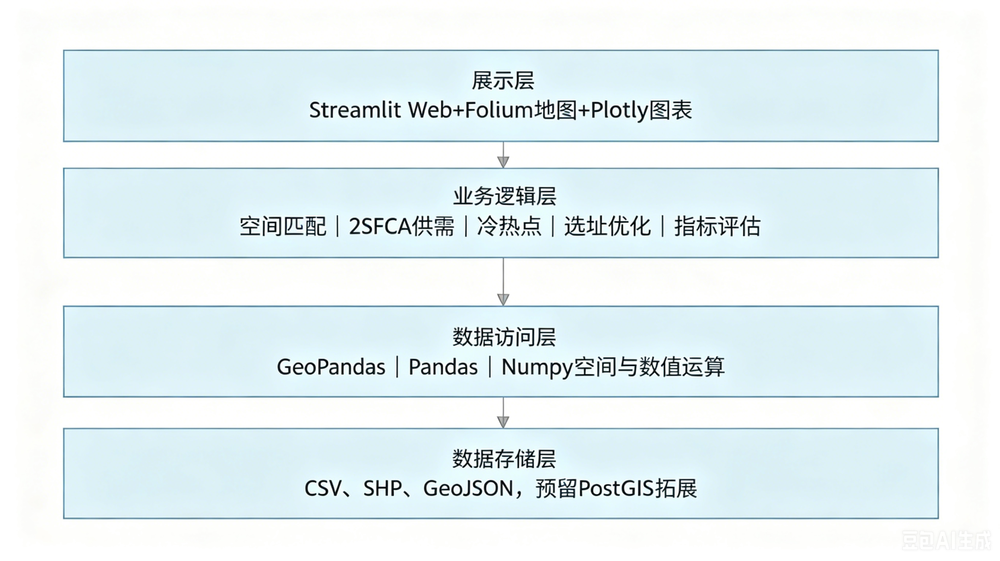 展示层
Streamlit Web+Folium地图+Plotly图表
业务逻辑层
空间匹配｜2SFCA供需｜冷热点｜选址优化｜指标评估
数据访问层
GeoPandas｜Pandas｜Numpy空间与数值运算
数据存储层
CSV、SHP、GeoJSON，预留PostGIS拓展
豆包AI生成